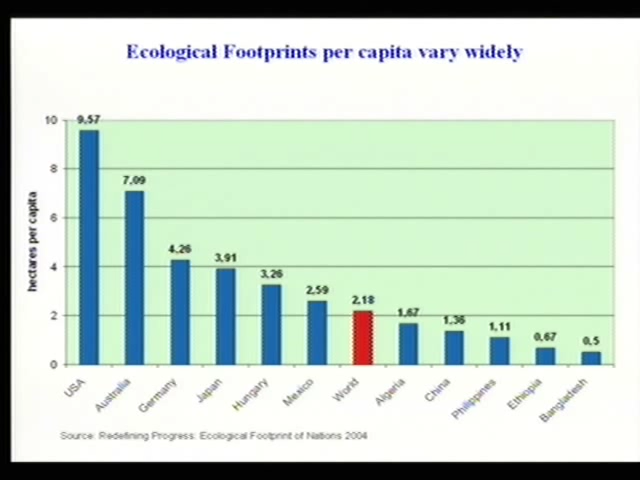 Ecological Footprints per capita vary widely
hectares per capita
10
8
6
4
2
0
9,57
7,09
4,26
3,91
3,26
2,59
2,18
1,67
1,36
1,11
0,67
0,5
USA
Australia
Germany
Japan
Hungary
Mexico
World
Algeria
China
Philippines
Ethiopia
Bangladesh
Source: Redefining Progress: Ecological Footprint of Nations 2004